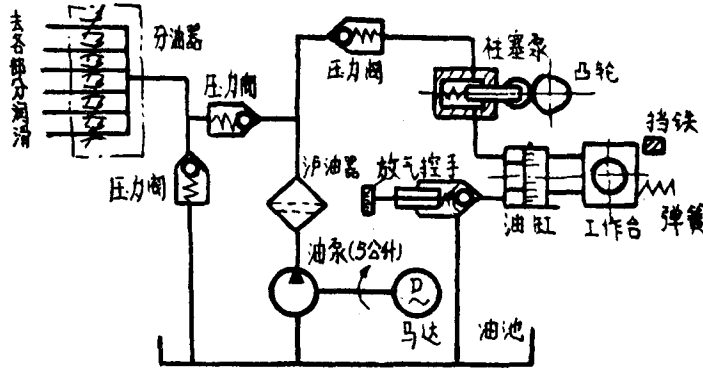 去各部分润滑
分油器
压力阀
柱塞泵
凸轮
压力阀
挡铁
压力阀
沪油器
放气控手
弹簧
油缸
工作台
油泵(5公升)
D
~
马达
油池